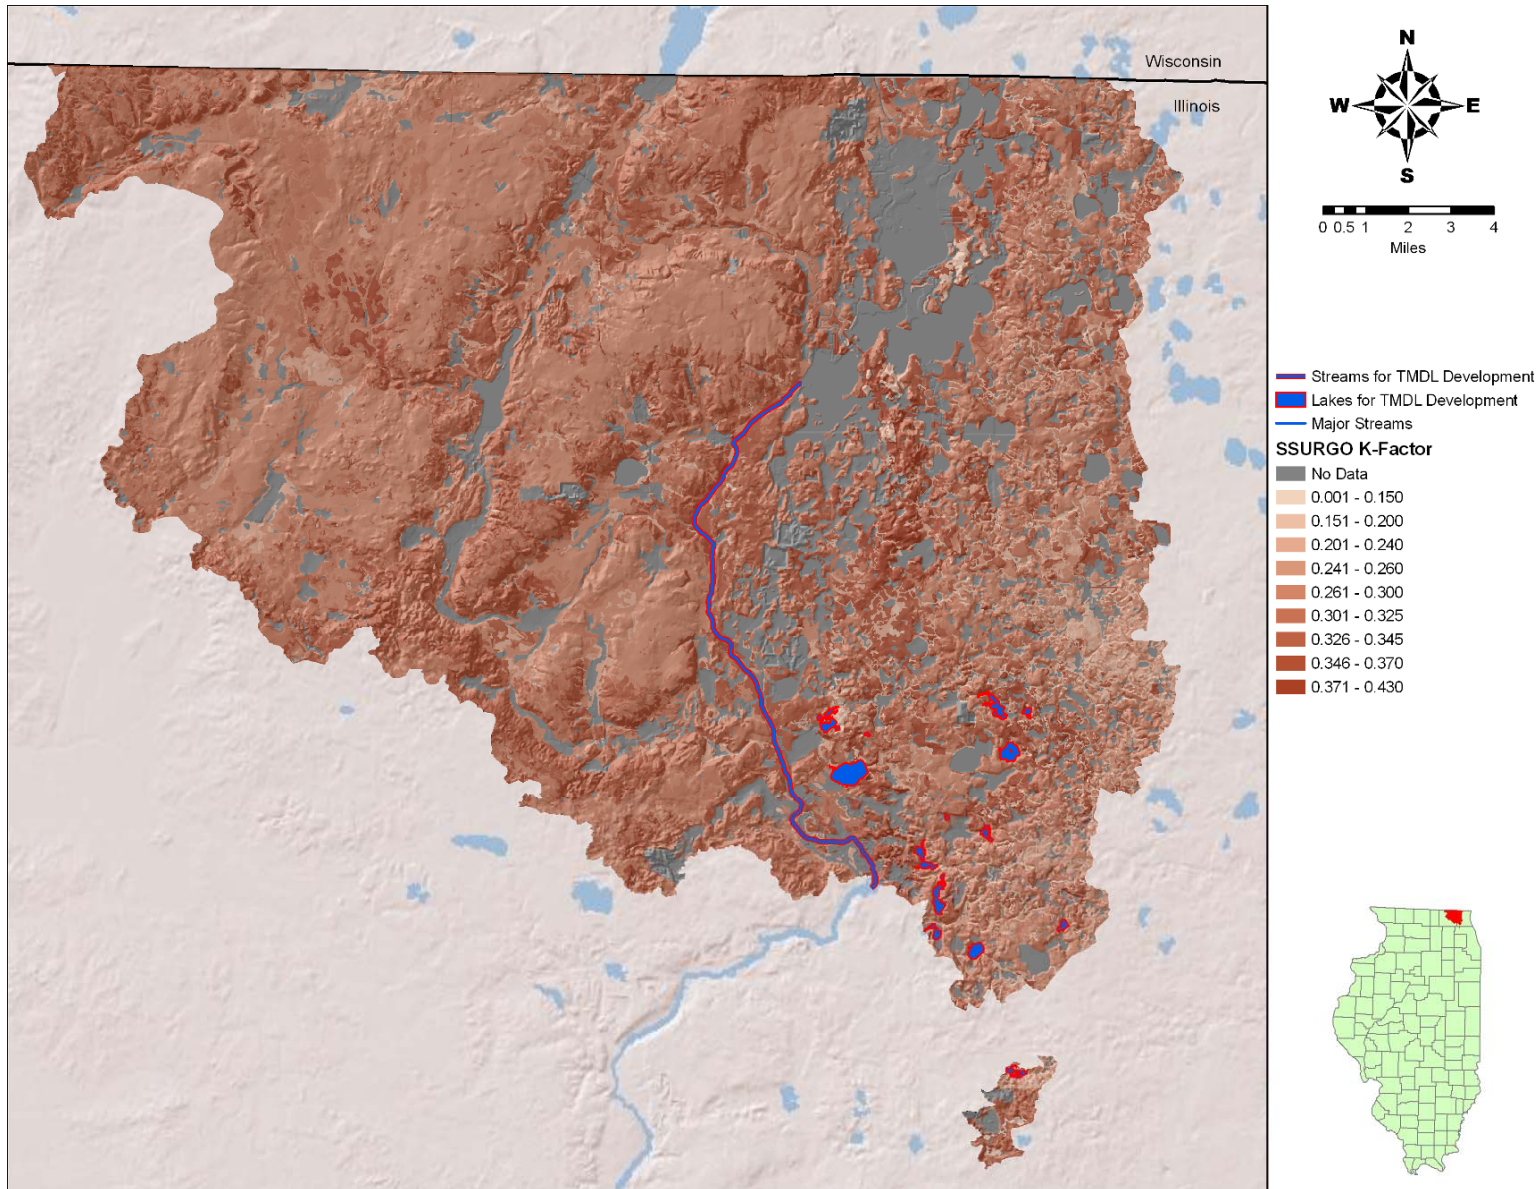 Wisconsin
Illinois
N
W E
S
0 0.5 1 2 3 4
Miles
Streams for TMDL Development
Lakes for TMDL Development
Major Streams
SSURGO K-Factor
No Data
0.001 - 0.150
0.151 - 0.200
0.201 - 0.240
0.241 - 0.260
0.261 - 0.300
0.301 - 0.325
0.326 - 0.345
0.346 - 0.370
0.371 - 0.430